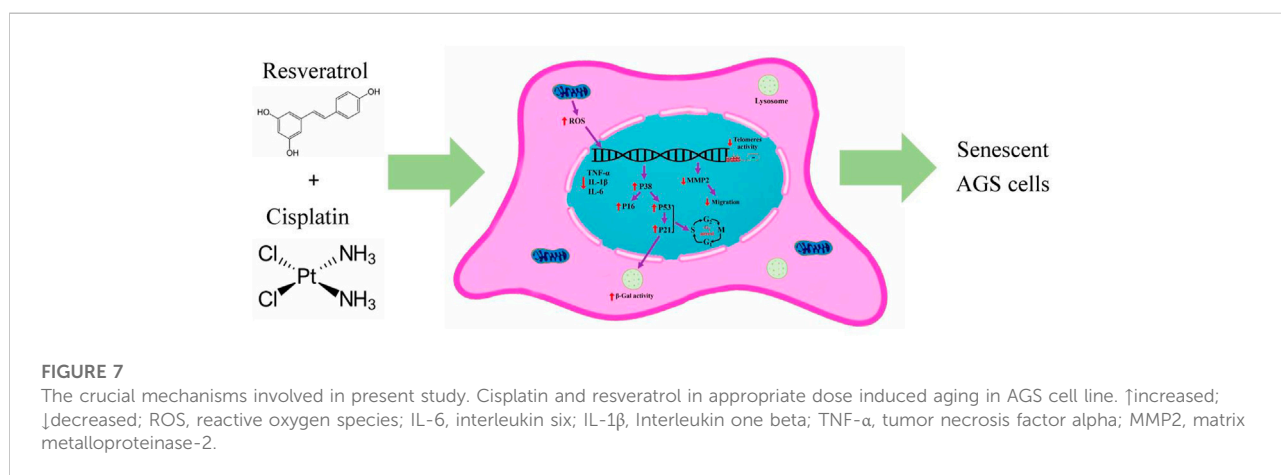 Resveratrol
HO
OH
OH
+
Cisplatin
Cl
NH3
Pt
Cl
NH3
↑ROS
Lysosome
↓Telomeres
activity
TNF-α
↓ IL-1β
IL-6
↑P38
↓MMP2
↑P16
↑P53
↓Migration
↑P21
S
M
↑β-Gal activity
Senescent
AGS cells
FIGURE 7
The crucial mechanisms involved in present study. Cisplatin and resveratrol in appropriate dose induced aging in AGS cell line. ↑increased;
↓decreased; ROS, reactive oxygen species; IL-6, interleukin six; IL-1β, Interleukin one beta; TNF-α, tumor necrosis factor alpha; MMP2, matrix
metalloproteinase-2.